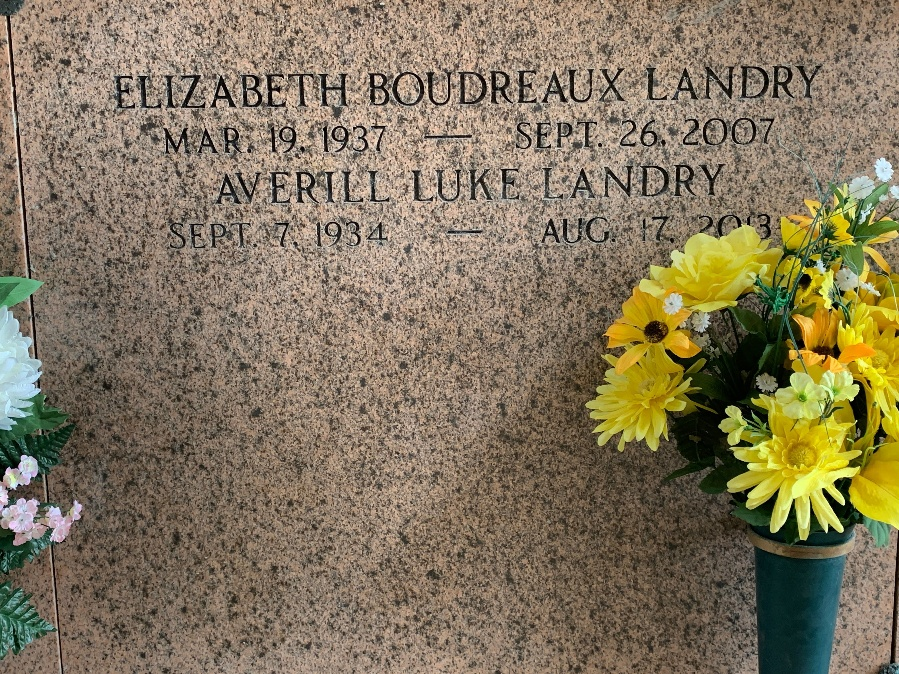 ELIZABETH BOUDREAUX LANDRY
MAR. 19, 1937 — SEPT. 26, 2007
AVERILL LUKE LANDRY
SEPT. 7, 1934 — AUG. 17, 2013